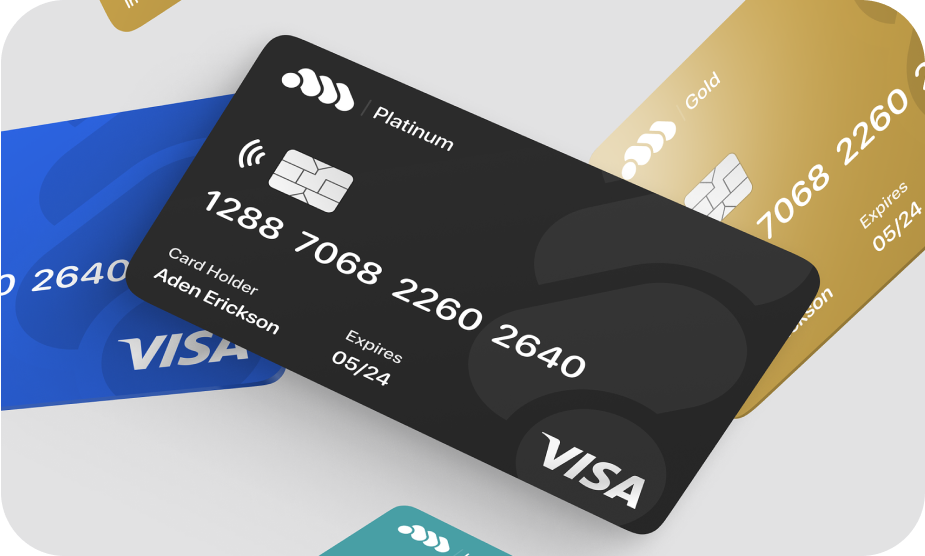 Platinum
1288 7068 2260 2640
Card Holder
Aden Erickson
Expires
05/24
VISA
2640
VISA
Gold
7068 2260
Expires
05/24